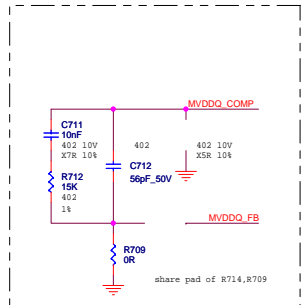 MVDDQ_COMP
C711
10nF
402 10V
X7R 10%
402
402 10V
X5R 10%
C712
56pF_50V
R712
15K
402
1%
MVDDQ_FB
R709
0R
share pad of R714,R709